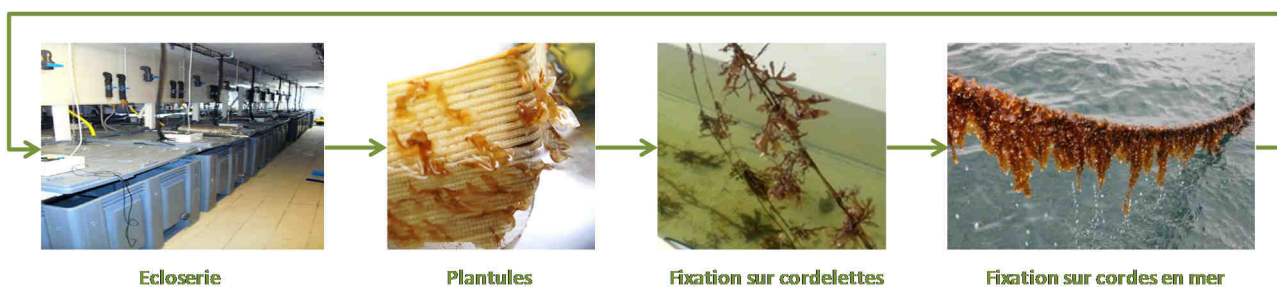 Ecloserie
Plantules
Fixation sur cordelettes
Fixation sur cordes en mer